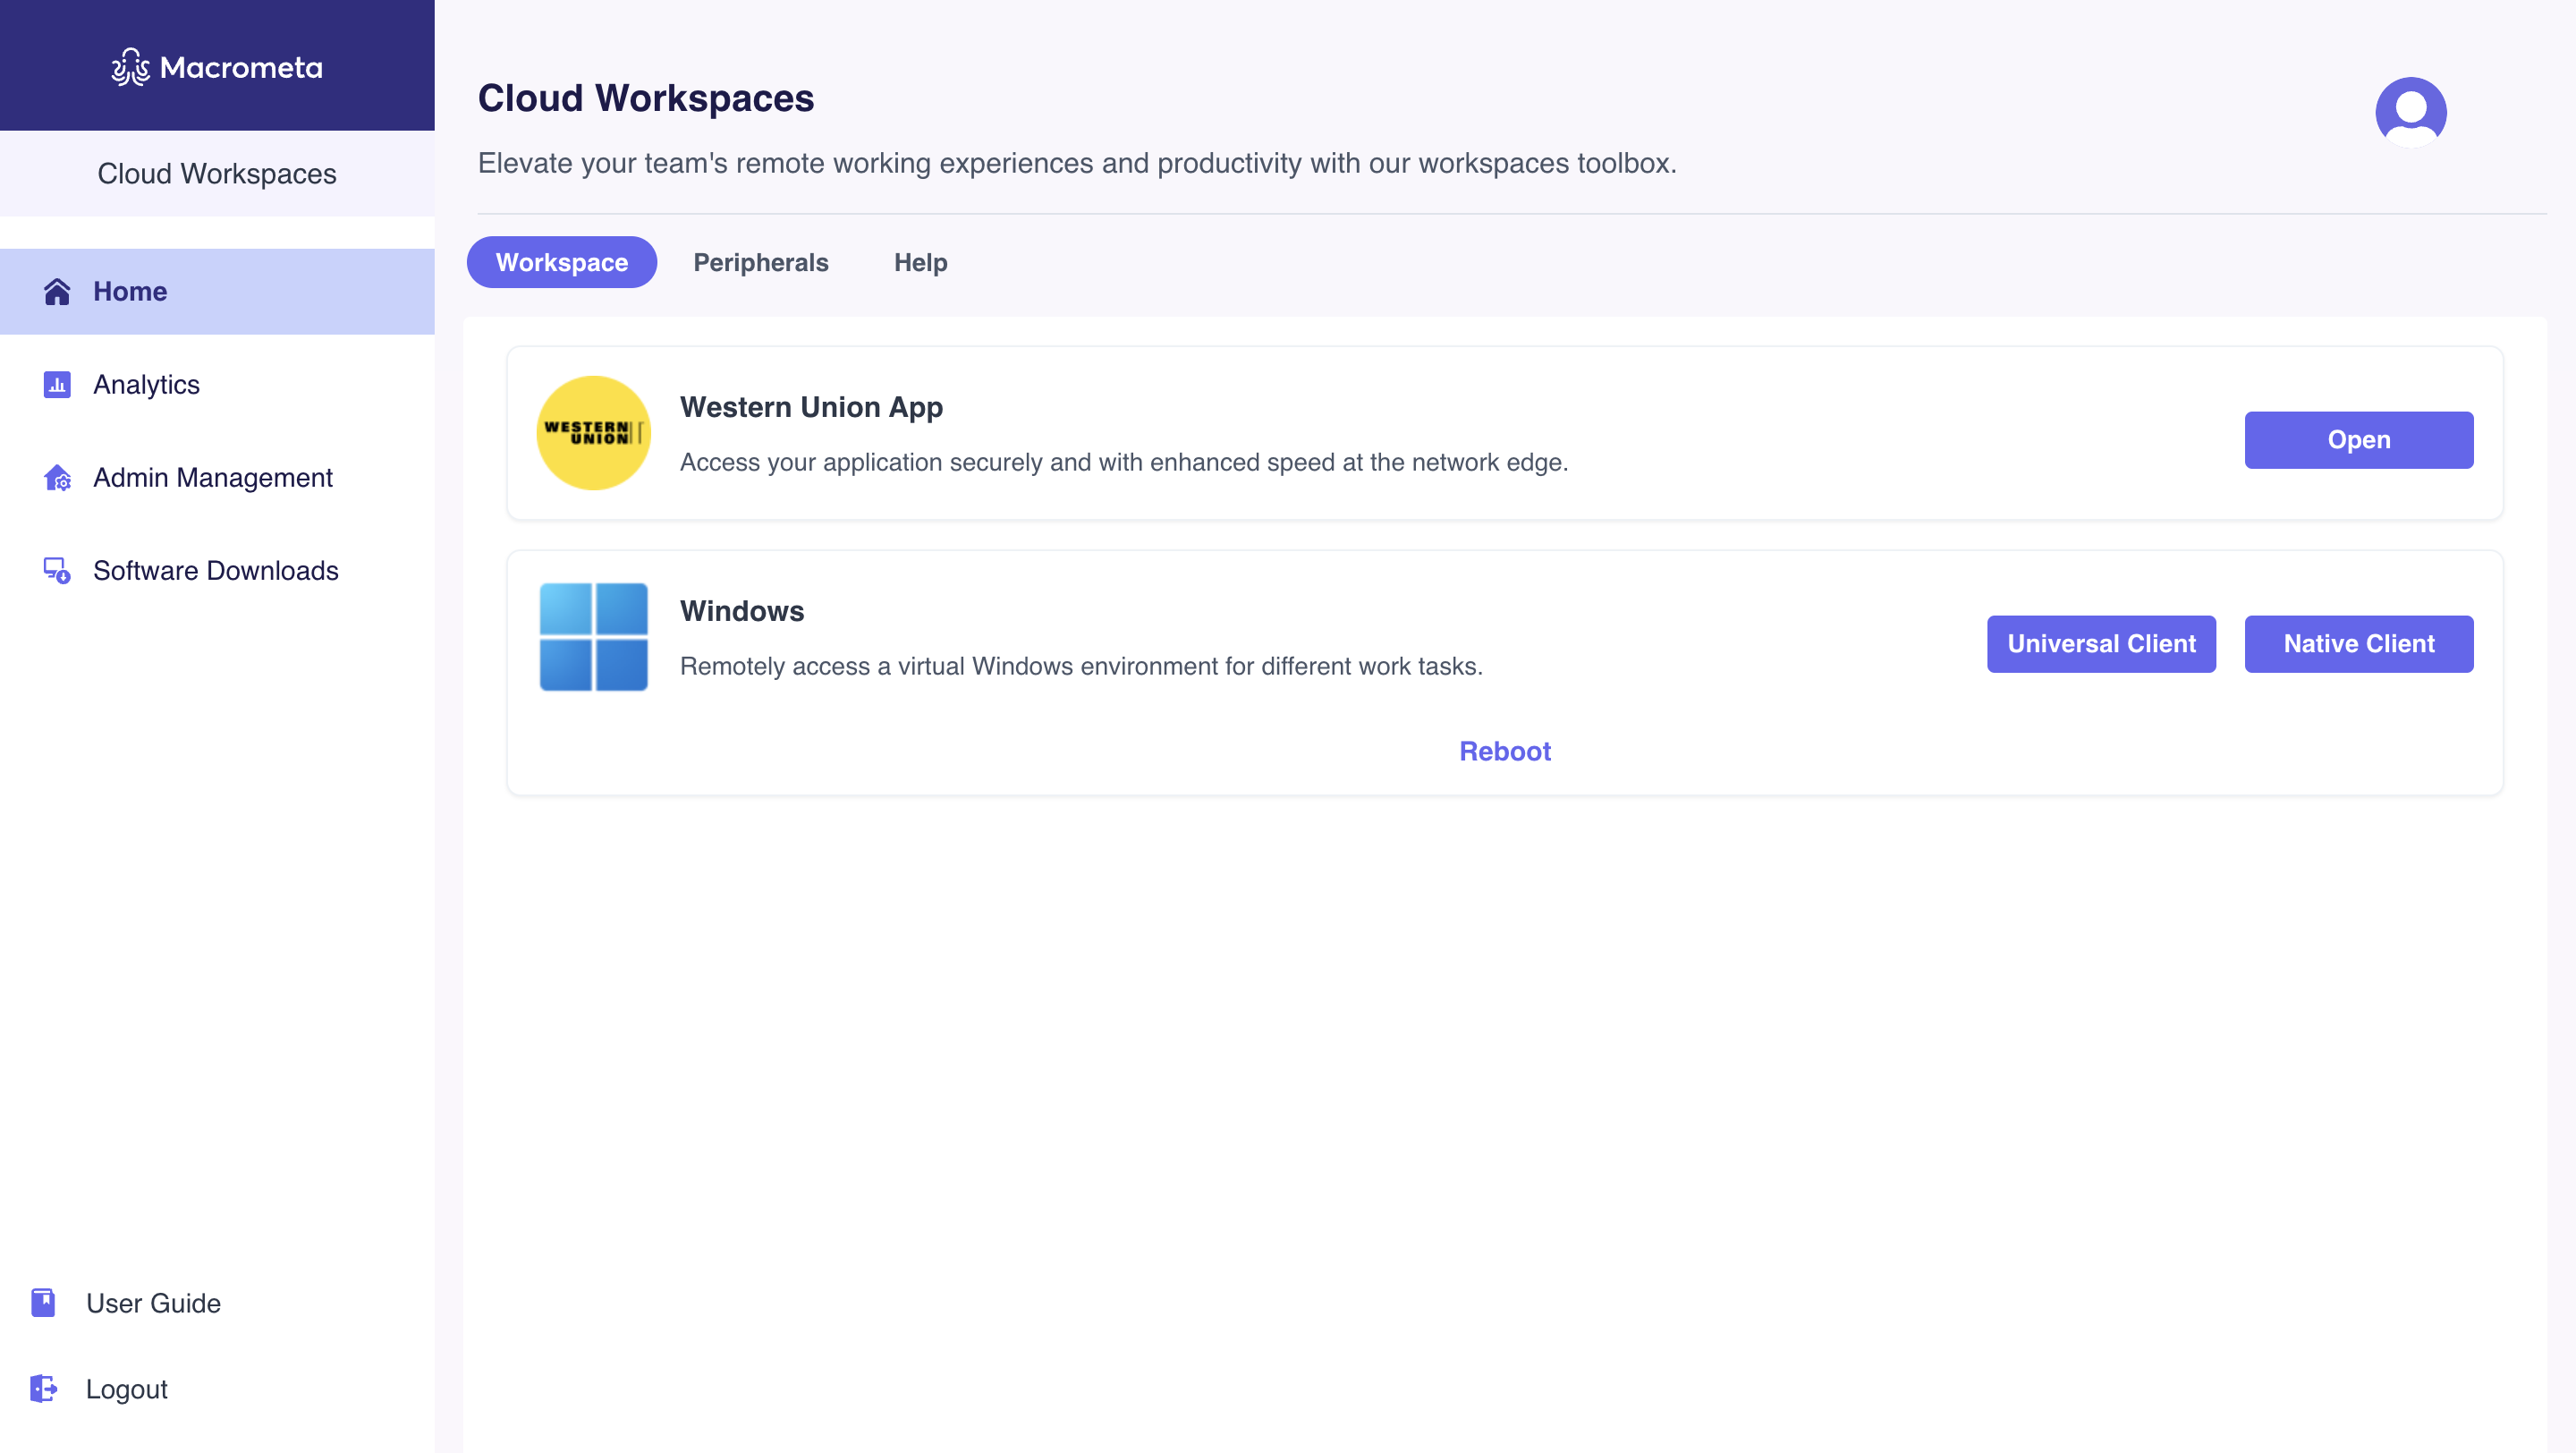 Macrometa
Cloud Workspaces
Home
Analytics
Admin Management
Software Downloads
User Guide
Logout
Cloud Workspaces
Elevate your team's remote working experiences and productivity with our workspaces toolbox.
Workspace Peripherals Help
WESTERN
UNION
Western Union App
Access your application securely and with enhanced speed at the network edge.
Open
Windows
Remotely access a virtual Windows environment for different work tasks.
Universal Client Native Client
Reboot